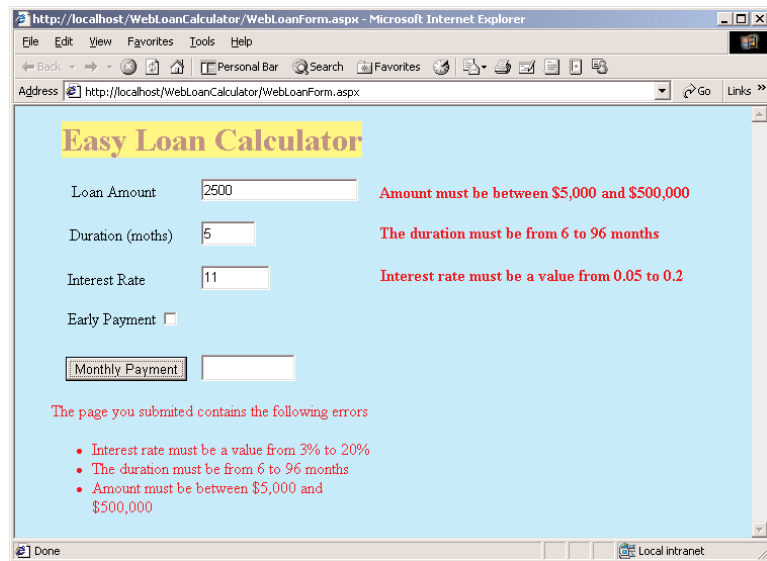 http://localhost/WebLoanCalculator/WebLoanForm.aspx - Microsoft Internet Explorer
File Edit View Favorites Tools Help
Back Personal Bar Search Favorites
Address http://localhost/WebLoanCalculator/WebLoanForm.aspx Go Links »
Easy Loan Calculator
Loan Amount 2500 Amount must be between $5,000 and $500,000
Duration (moths) 5 The duration must be from 6 to 96 months
Interest Rate 11 Interest rate must be a value from 0.05 to 0.2
Early Payment
Monthly Payment
The page you submited contains the following errors
• Interest rate must be a value from 3% to 20%
• The duration must be from 6 to 96 months
• Amount must be between $5,000 and
$500,000
Done Local intranet